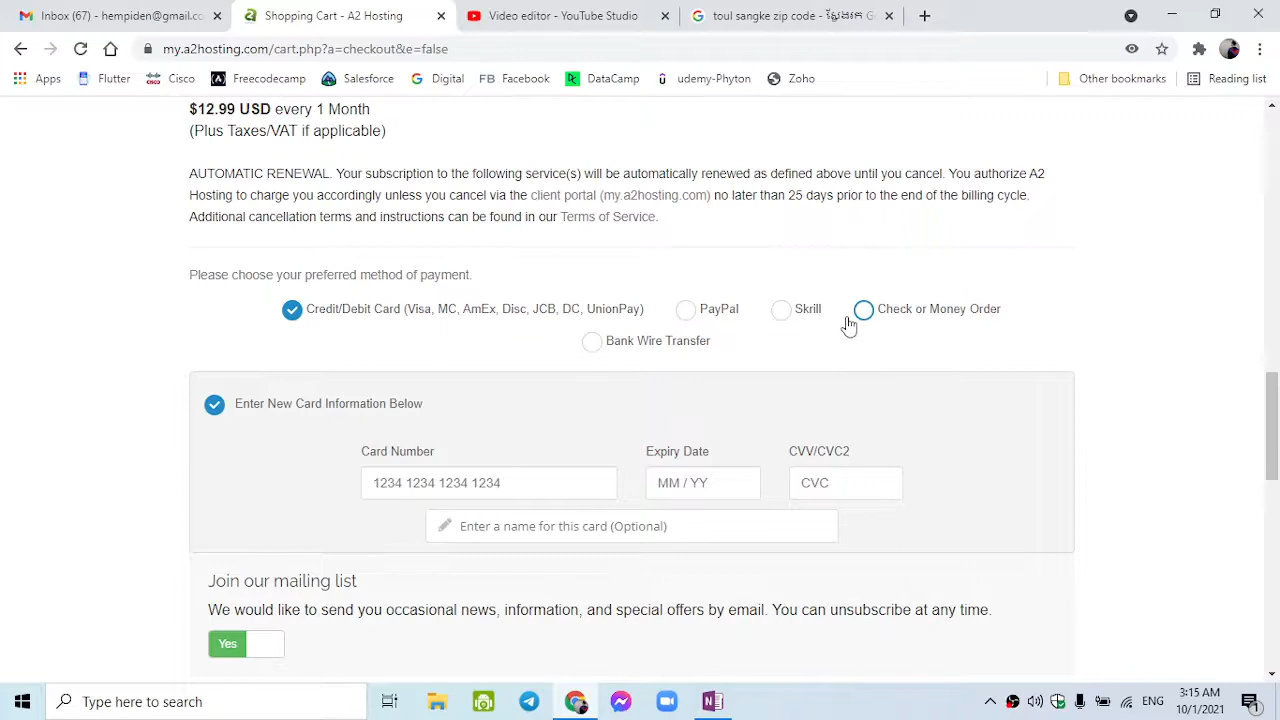 Inbox (67) - hempiden@gmail.co
Shopping Cart - A2 Hosting
Video editor - YouTube Studio
toul sangke zip code -
my.a2hosting.com/cart.php?a=checkout&e=false
Apps
Flutter
Cisco
Freecodecamp
Salesforce
Digital
FB Facebook
DataCamp
udemy-Phyton
Zoho
Other bookmarks
Reading list
$12.99 USD every 1 Month
(Plus Taxes/VAT if applicable)
AUTOMATIC RENEWAL. Your subscription to the following service(s) will be automatically renewed as defined above until you cancel. You authorize A2
Hosting to charge you accordingly unless you cancel via the client portal (my.a2hosting.com) no later than 25 days prior to the end of the billing cycle.
Additional cancellation terms and instructions can be found in our Terms of Service.
Please choose your preferred method of payment.
Credit/Debit Card (Visa, MC, AmEx, Disc, JCB, DC, UnionPay)
PayPal
Skrill
Check or Money Order
Bank Wire Transfer
Enter New Card Information Below
Card Number
Expiry Date
CVV/CVC2
1234 1234 1234 1234
MM / YY
CVC
Enter a name for this card (Optional)
Join our mailing list
We would like to send you occasional news, information, and special offers by email. You can unsubscribe at any time.
Yes
Type here to search
ENG
3:15 AM
10/1/2021